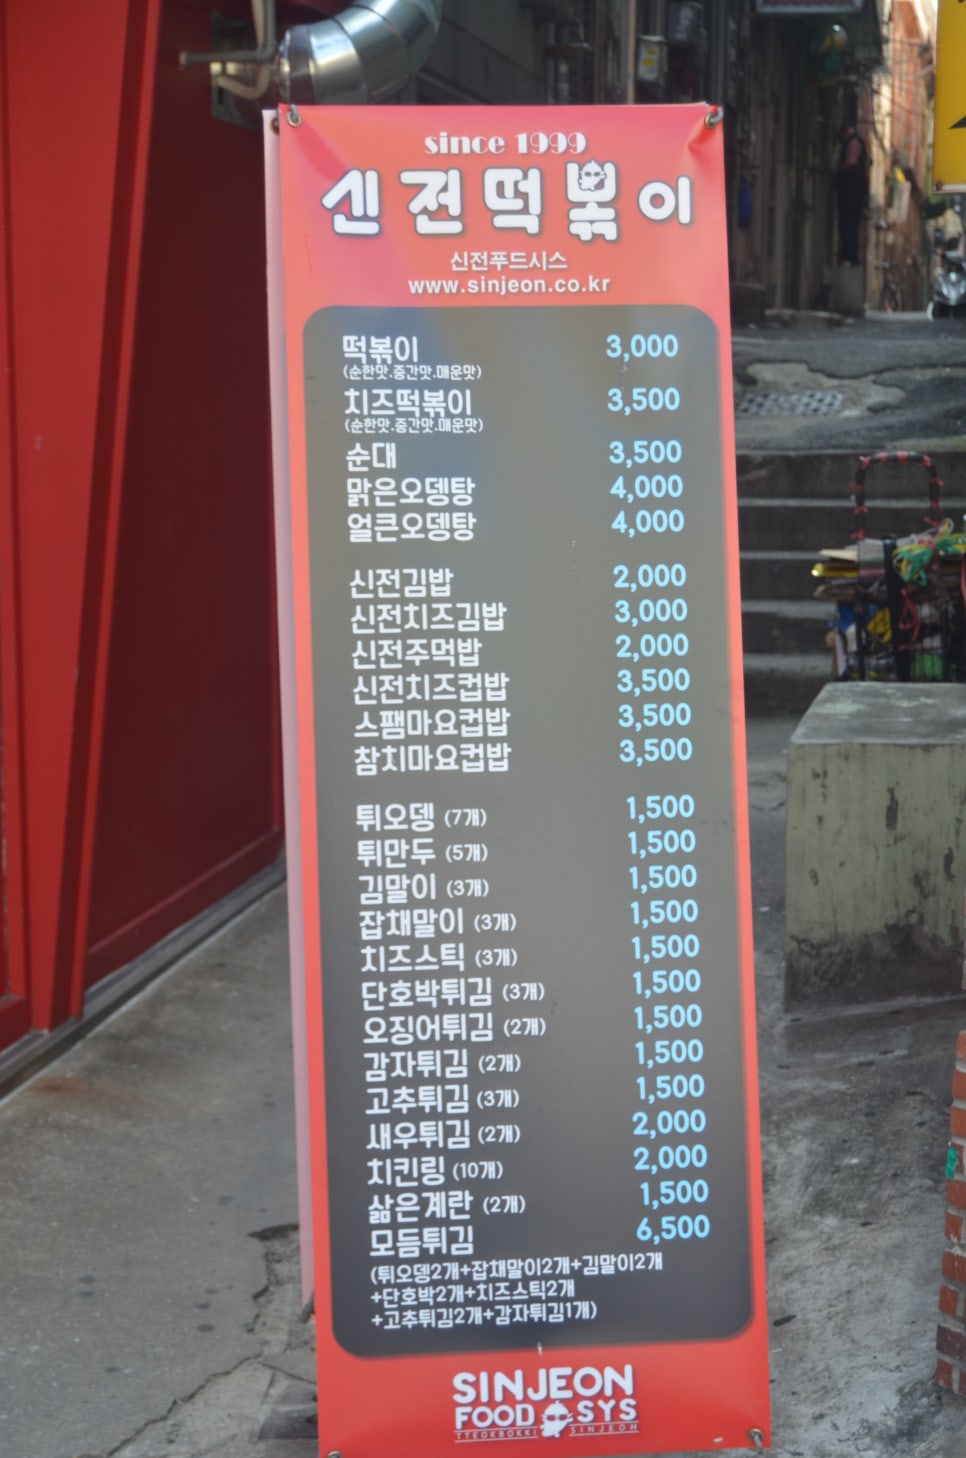 since 1999
신전떡볶이
신전푸드시스
www.sinjeon.co.kr
떡볶이 3,000
(순한맛.중간맛.매운맛)
치즈떡볶이 3,500
(순한맛.중간맛.매운맛)
순대 3,500
맑은오뎅탕 4,000
얼큰오뎅탕 4,000
신전김밥 2,000
신전치즈김밥 3,000
신전주먹밥 2,000
신전치즈컵밥 3,500
스팸마요컵밥 3,500
참치마요컵밥 3,500
튀오뎅 (7개) 1,500
튀만두 (5개) 1,500
김말이 (3개) 1,500
잡채말이 (3개) 1,500
치즈스틱 (3개) 1,500
단호박튀김 (3개) 1,500
오징어튀김 (2개) 1,500
감자튀김 (2개) 1,500
고추튀김 (3개) 1,500
새우튀김 (2개) 2,000
치킨링 (10개) 2,000
삶은계란 (2개) 1,500
모듬튀김 6,500
(튀오뎅2개+잡채말이2개+김말이2개
+단호박2개+치즈스틱2개
+고추튀김2개+감자튀김1개)
SINJEON
FOOD SYS
TTEOKBOKKI SINJEON